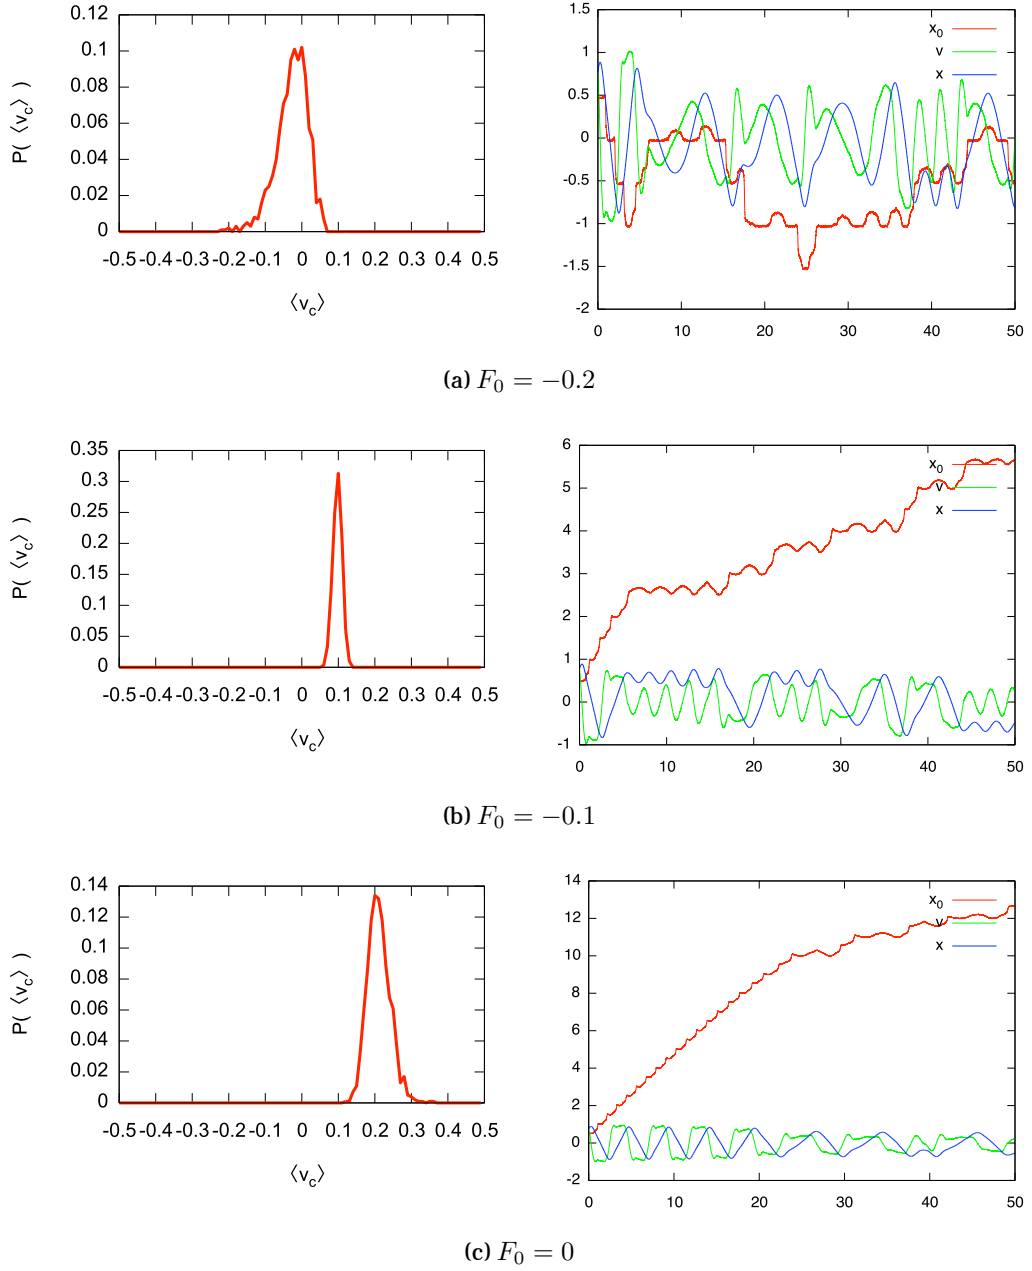 0.12
0.1
0.08
0.06
0.04
0.02
0
P( ⟨v_c⟩ )
-0.5 -0.4 -0.3 -0.2 -0.1 0 0.1 0.2 0.3 0.4 0.5
⟨v_c⟩
1.5
1
0.5
0
-0.5
-1
-1.5
-2
x_0
v
x
0 10 20 30 40 50
(a) F_0 = −0.2
0.35
0.3
0.25
0.2
0.15
0.1
0.05
0
P( ⟨v_c⟩ )
-0.5 -0.4 -0.3 -0.2 -0.1 0 0.1 0.2 0.3 0.4 0.5
⟨v_c⟩
6
5
4
3
2
1
0
-1
x_0
v
x
0 10 20 30 40 50
(b) F_0 = −0.1
0.14
0.12
0.1
0.08
0.06
0.04
0.02
0
P( ⟨v_c⟩ )
-0.5 -0.4 -0.3 -0.2 -0.1 0 0.1 0.2 0.3 0.4 0.5
⟨v_c⟩
14
12
10
8
6
4
2
0
-2
x_0
v
x
0 10 20 30 40 50
(c) F_0 = 0